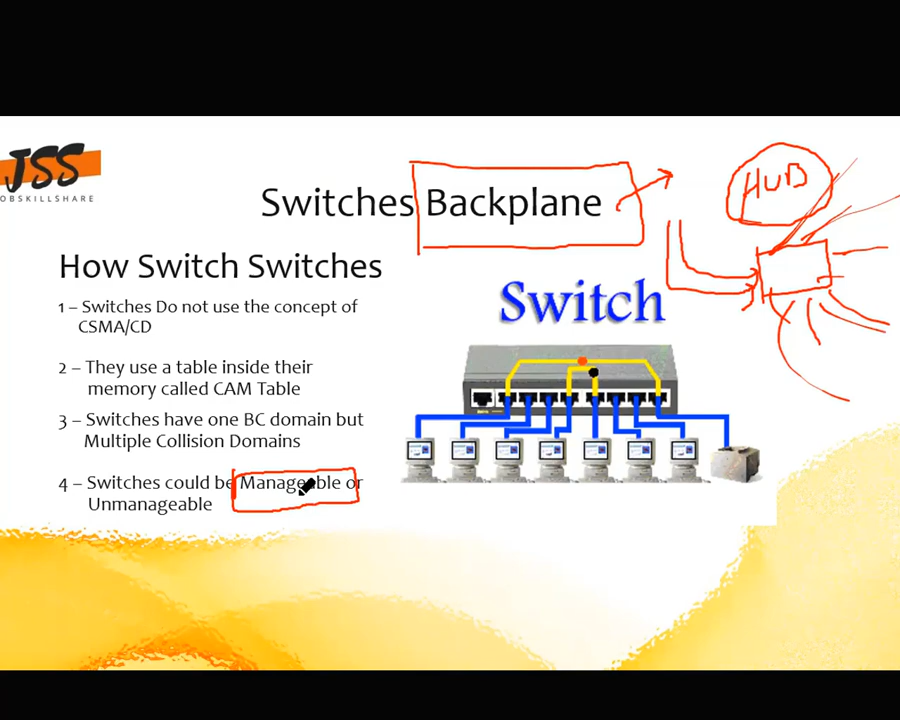 JSS
OBSKILLSHARE
HUB
Switches Backplane
How Switch Switches
1 – Switches Do not use the concept of
CSMA/CD
2 – They use a table inside their
memory called CAM Table
3 – Switches have one BC domain but
Multiple Collision Domains
4 – Switches could be Manageable or
Unmanageable
Switch